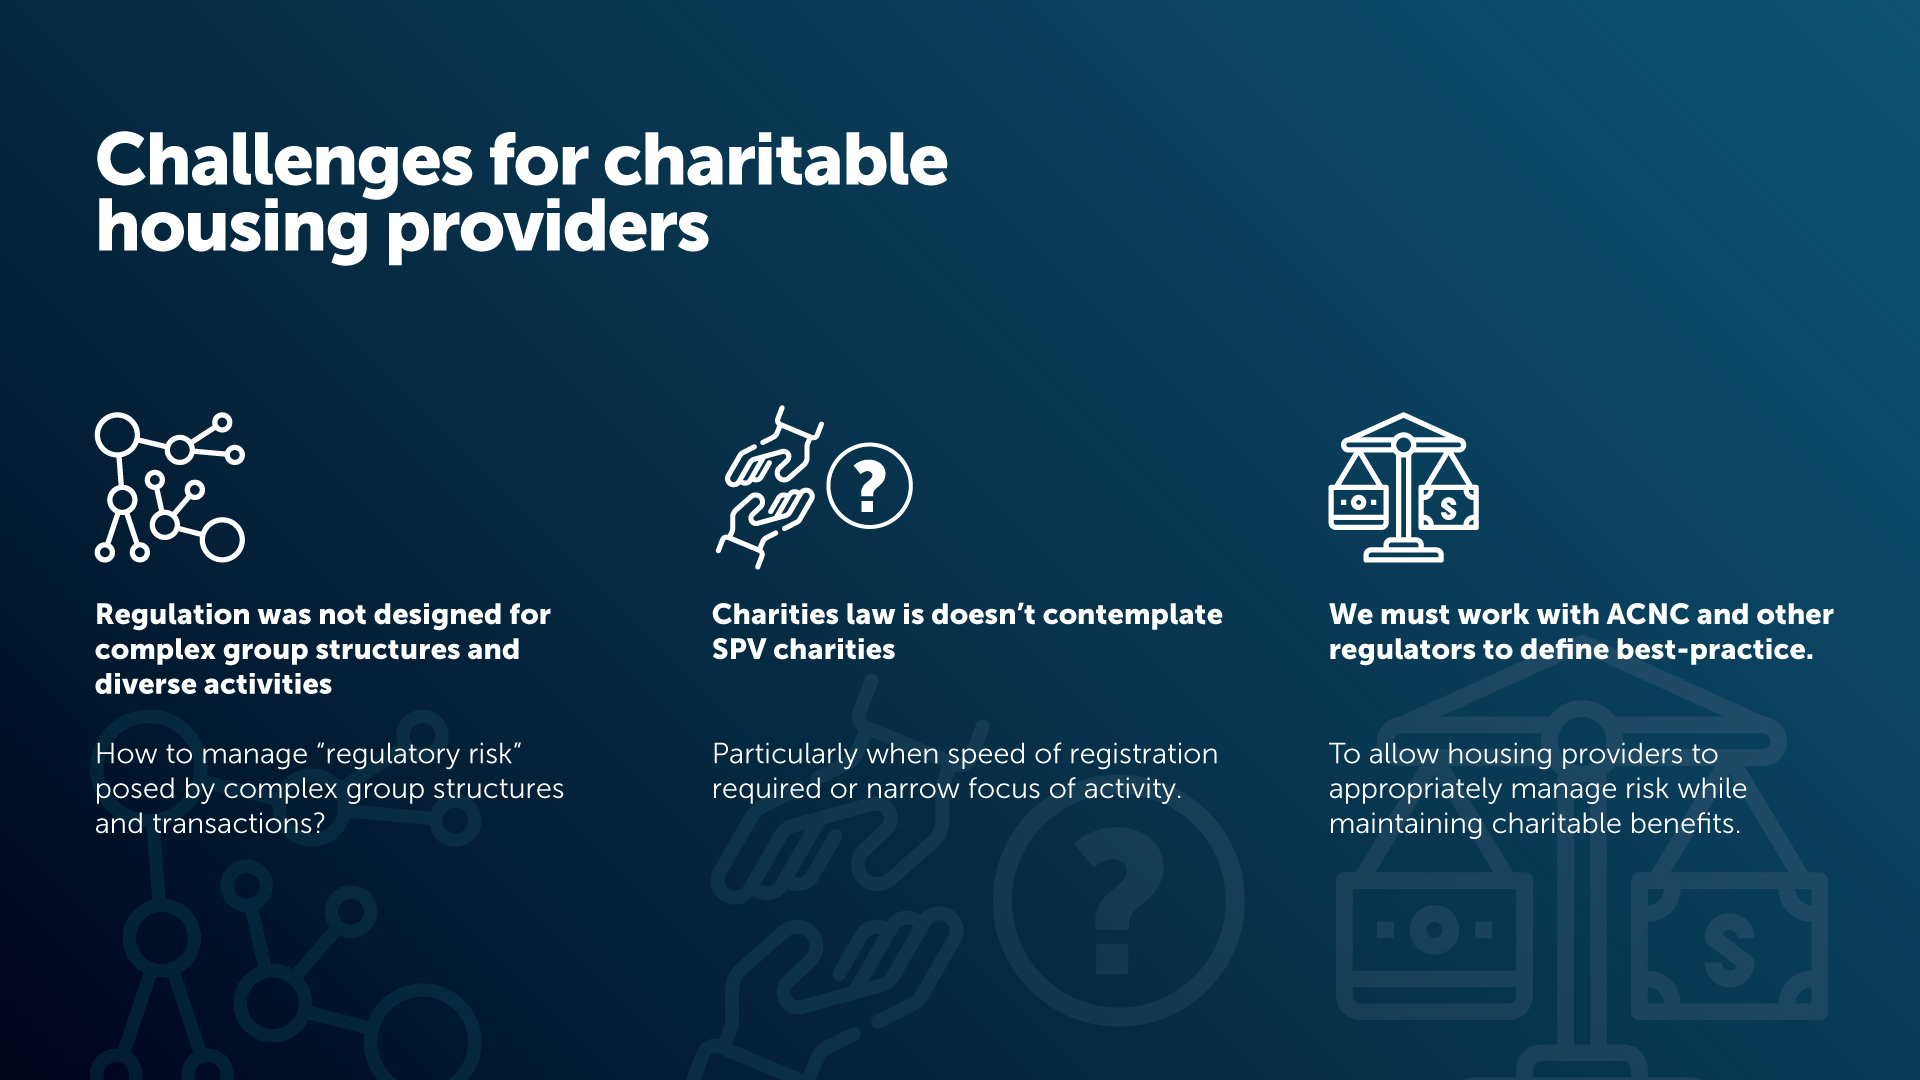 Challenges for charitable
housing providers
?
S
Regulation was not designed for
complex group structures and
diverse activities
How to manage “regulatory risk”
posed by complex group structures
and transactions?
Charities law is doesn’t contemplate
SPV charities
Particularly when speed of registration
required or narrow focus of activity.
We must work with ACNC and other
regulators to define best-practice.
To allow housing providers to
appropriately manage risk while
maintaining charitable benefits.
?
S